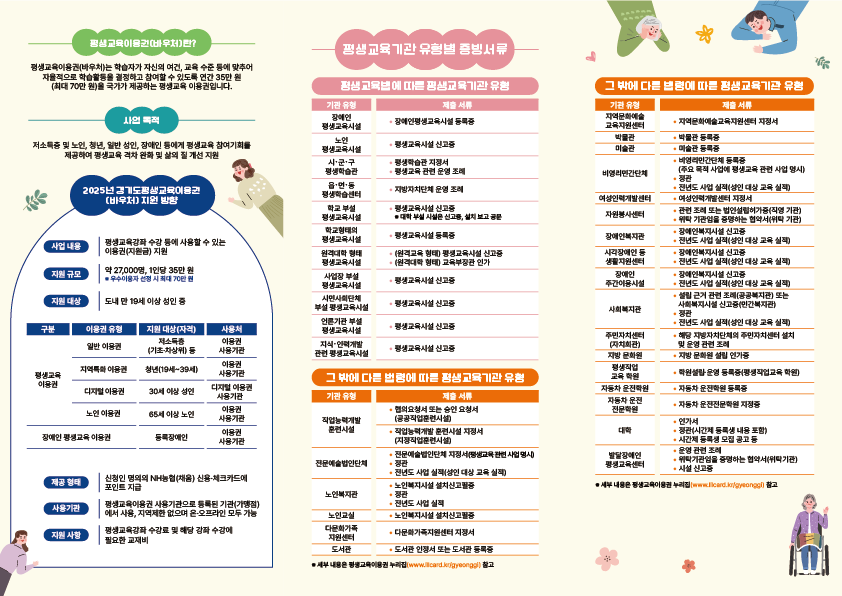 평생교육이용권(바우처)란?
평생교육이용권(바우처)는 학습자가 자신의 여건, 교육 수준 등에 맞추어
자율적으로 학습활동을 결정하고 참여할 수 있도록 연간 35만 원
(최대 70만 원)을 국가가 제공하는 평생교육 이용권입니다.
사업 목적
저소득층 및 노인, 청년, 일반 성인, 장애인 등에게 평생교육 참여기회를
제공하여 평생교육 격차 완화 및 삶의 질 개선 지원
2025년 경기도평생교육이용권
(바우처) 지원 방향
사업 내용
평생교육강좌 수강 등에 사용할 수 있는
이용권(지원금) 지원
지원 규모
약 27,000명, 1인당 35만 원
※ 우수이용자 선정 시 최대 70만 원
지원 대상
도내 만 19세 이상 성인 중
구분 이용권 유형 지원 대상(자격) 사용처
평생교육
이용권
일반 이용권
저소득층
(기초·차상위) 등
이용권
사용기관
지역특화 이용권
청년(19세~39세)
이용권
사용기관
디지털 이용권
30세 이상 성인
디지털 이용권
사용기관
노인 이용권
65세 이상 노인
이용권
사용기관
장애인 평생교육 이용권
등록장애인
이용권
사용기관
제공 형태
신청인 명의의 NH농협(채움) 신용·체크카드에
포인트 지급
사용기관
평생교육이용권 사용기관으로 등록된 기관(가맹점)
에서 사용, 지역제한 없으며 온·오프라인 모두 가능
지원 사항
평생교육강좌 수강료 및 해당 강좌 수강에
필요한 교재비
평생교육기관 유형별 증빙서류
평생교육법에 따른 평생교육기관 유형
기관 유형 제출 서류
장애인
평생교육시설
• 장애인평생교육시설 등록증
노인
평생교육시설
• 평생교육시설 신고증
시·군·구
평생학습관
• 평생학습관 지정서
• 평생교육 관련 운영 조례
읍·면·동
평생학습센터
• 지방자치단체 운영 조례
학교 부설
평생교육시설
• 평생교육시설 신고증
※ 대학 부설 시설은 신고증, 설치 보고 공문
학교형태의
평생교육시설
• 평생교육시설 등록증
원격대학 형태
평생교육시설
• (원격교육 형태) 평생교육시설 신고증
• (원격대학 형태) 교육부장관 인가
사업장 부설
평생교육시설
• 평생교육시설 신고증
시민사회단체
부설 평생교육시설
• 평생교육시설 신고증
언론기관 부설
평생교육시설
• 평생교육시설 신고증
지식·인력개발
관련 평생교육시설
• 평생교육시설 신고증
그 밖에 다른 법령에 따른 평생교육기관 유형
기관 유형 제출 서류
직업능력개발
훈련시설
• 협의요청서 또는 승인 요청서
(공공직업훈련시설)
• 직업능력개발 훈련시설 지정서
(지정직업훈련시설)
전문예술법인단체
• 전문예술법인단체 지정서(평생교육 관련 사업 명시)
• 정관
• 전년도 사업 실적(성인 대상 교육 실적)
노인복지관
• 노인복지시설 설치신고필증
• 정관
• 전년도 사업 실적
노인교실
• 노인복지시설 설치신고필증
다문화가족
지원센터
• 다문화가족지원센터 지정서
도서관
• 도서관 인정서 또는 도서관 등록증
※ 세부 내용은 평생교육이용권 누리집(www.lllcard.kr/gyeonggi) 참고
그 밖에 다른 법령에 따른 평생교육기관 유형
기관 유형 제출 서류
지역문화예술
교육지원센터
• 지역문화예술교육지원센터 지정서
박물관
• 박물관 등록증
미술관
• 미술관 등록증
비영리민간단체
• 비영리민간단체 등록증
(주요 목적 사업에 평생교육 관련 사업 명시)
• 정관
• 전년도 사업 실적(성인 대상 교육 실적)
여성인력개발센터
• 여성인력개발센터 지정서
자원봉사센터
• 관련 조례 또는 법인설립허가증(직영 기관)
• 위탁 기관임을 증명하는 협약서(위탁 기관)
장애인복지관
• 장애인복지시설 신고증
• 전년도 사업 실적(성인 대상 교육 실적)
시각장애인 등
생활지원센터
• 장애인복지시설 신고증
• 전년도 사업 실적(성인 대상 교육 실적)
장애인
주간이용시설
• 장애인복지시설 신고증
• 전년도 사업 실적(성인 대상 교육 실적)
사회복지관
• 설립 근거 관련 조례(공공복지관) 또는
사회복지시설 신고증(민간복지관)
• 정관
• 전년도 사업 실적(성인 대상 교육 실적)
주민자치센터
(자치회관)
• 해당 지방자치단체의 주민자치센터 설치
및 운영 관련 조례
지방 문화원
• 지방 문화원 설립 인가증
평생직업
교육 학원
• 학원설립·운영 등록증(평생직업교육 학원)
자동차 운전학원
• 자동차 운전학원 등록증
자동차 운전
전문학원
• 자동차 운전전문학원 지정증
대학
• 인가서
• 정관(시간제 등록생 내용 포함)
• 시간제 등록생 모집 공고 등
발달장애인
평생교육센터
• 운영 관련 조례
• 위탁기관임을 증명하는 협약서(위탁기관)
• 시설 신고증
※ 세부 내용은 평생교육이용권 누리집(www.lllcard.kr/gyeonggi) 참고